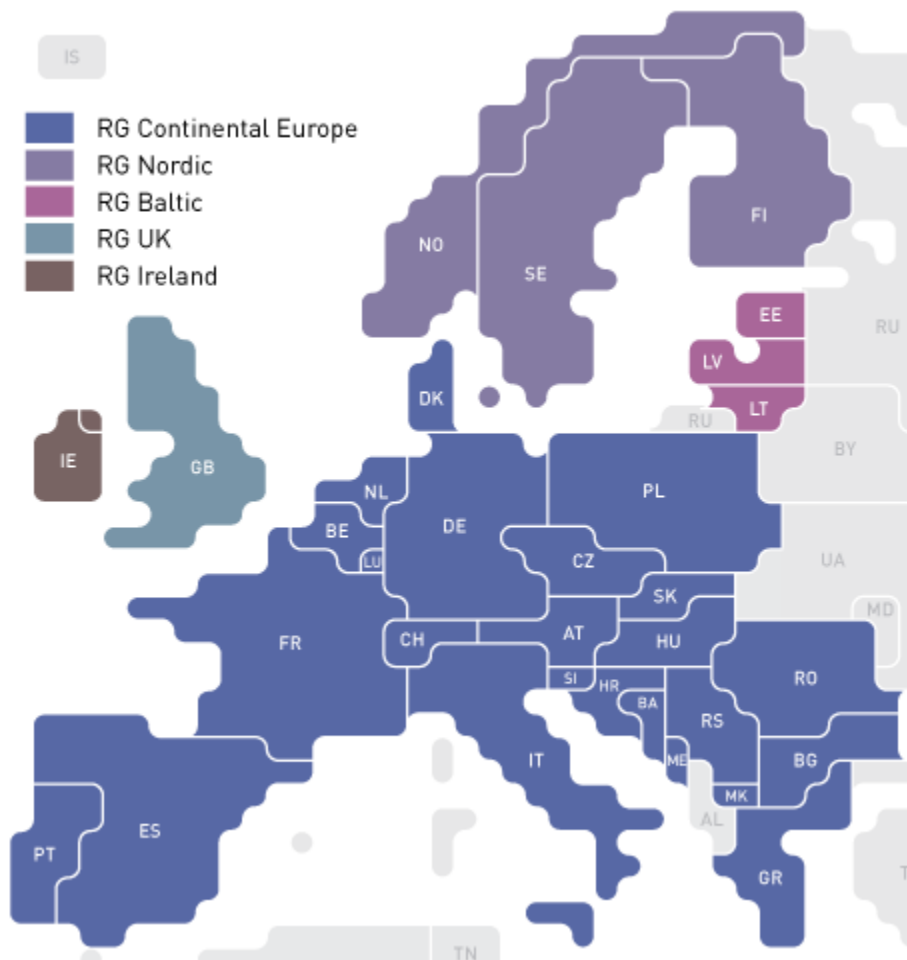 IS
RG Continental Europe
RG Nordic
RG Baltic
RG UK
RG Ireland
NO
SE
FI
EE
RU
LV
LT
DK
RU
BY
IE
GB
NL
PL
BE
DE
LU
CZ
UA
SK
MD
FR
CH
AT
HU
SI
HR
RO
BA
RS
IT
ME
BG
MK
AL
ES
PT
GR
T
TN